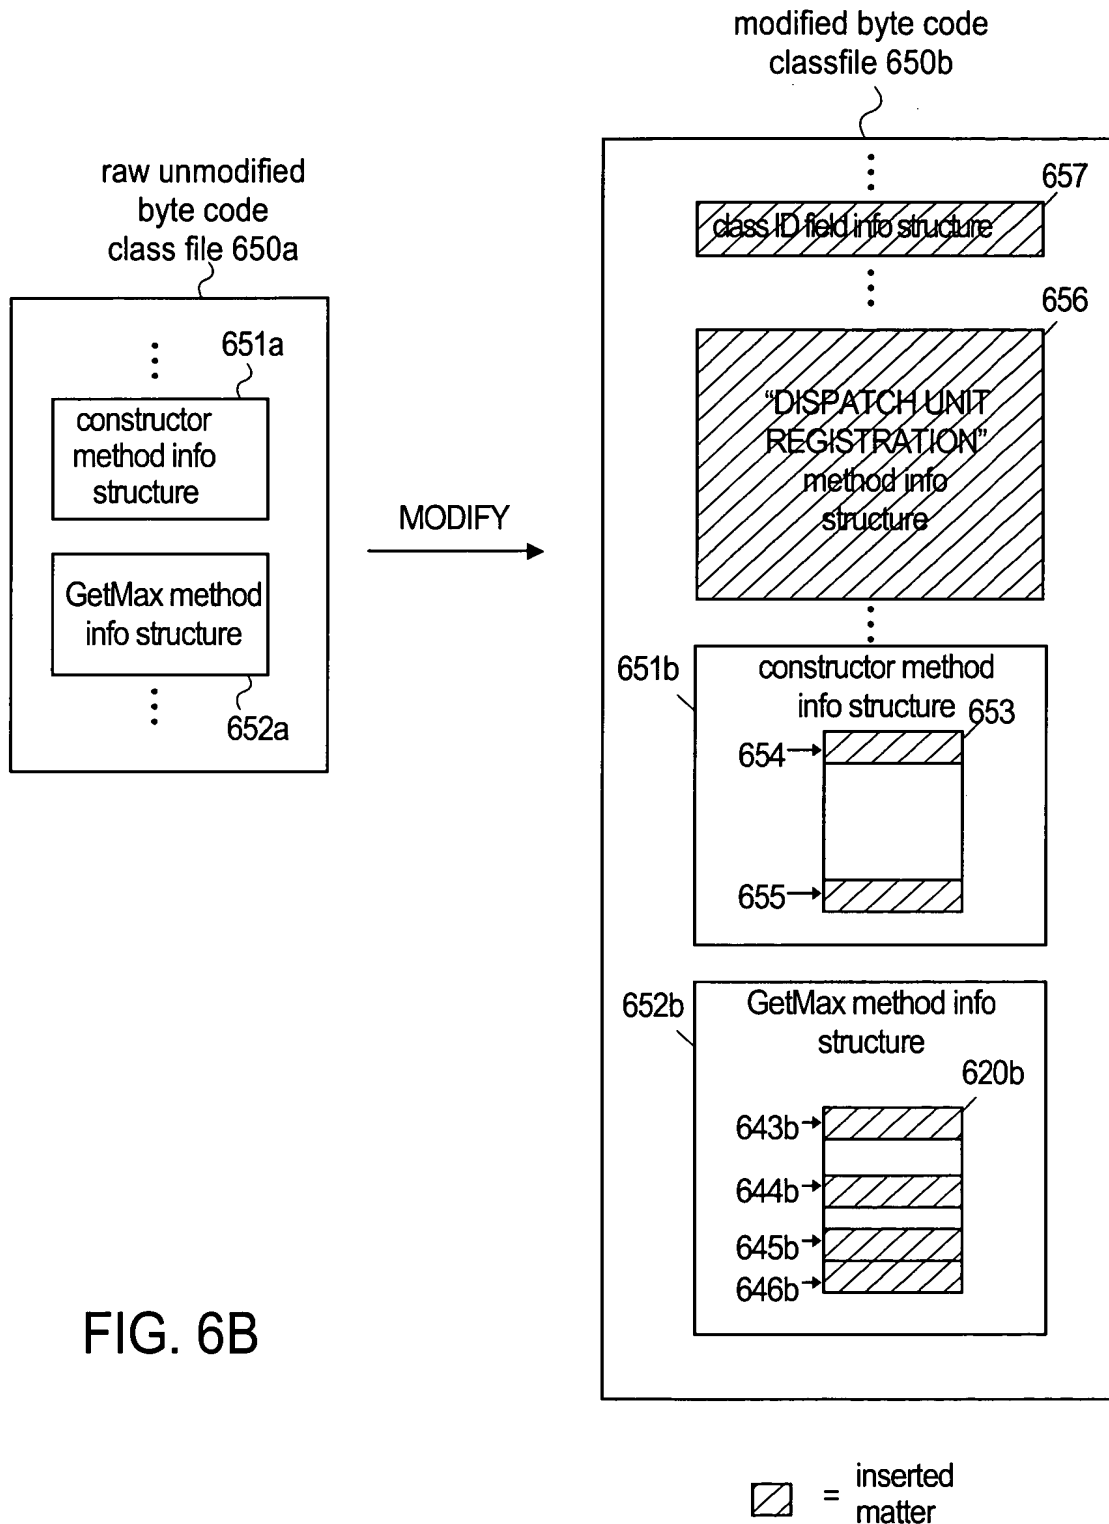 modified byte code
classfile 650b
raw unmodified
byte code
class file 650a
651a
constructor
method info
structure
GetMax method
info structure
652a
MODIFY
657
class ID field info structure
656
“DISPATCH UNIT
REGISTRATION”
method info
structure
651b
constructor method
info structure
653
654
655
652b
GetMax method info
structure
620b
643b
644b
645b
646b
FIG. 6B
= inserted
matter